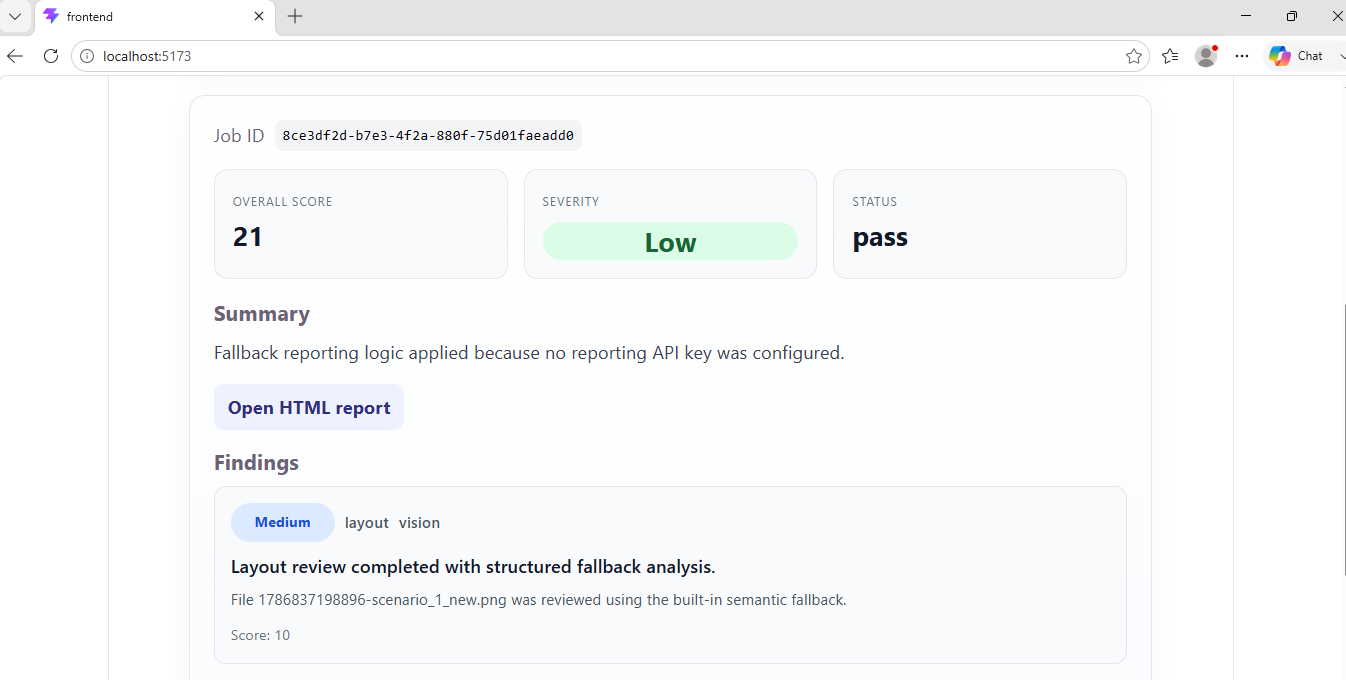 frontend
localhost:5173
Chat
Job ID 8ce3df2d-b7e3-4f2a-880f-75d01faeadd0
OVERALL SCORE
21
SEVERITY
Low
STATUS
pass
Summary
Fallback reporting logic applied because no reporting API key was configured.
Open HTML report
Findings
Medium layout vision
Layout review completed with structured fallback analysis.
File 1786837198896-scenario_1_new.png was reviewed using the built-in semantic fallback.
Score: 10